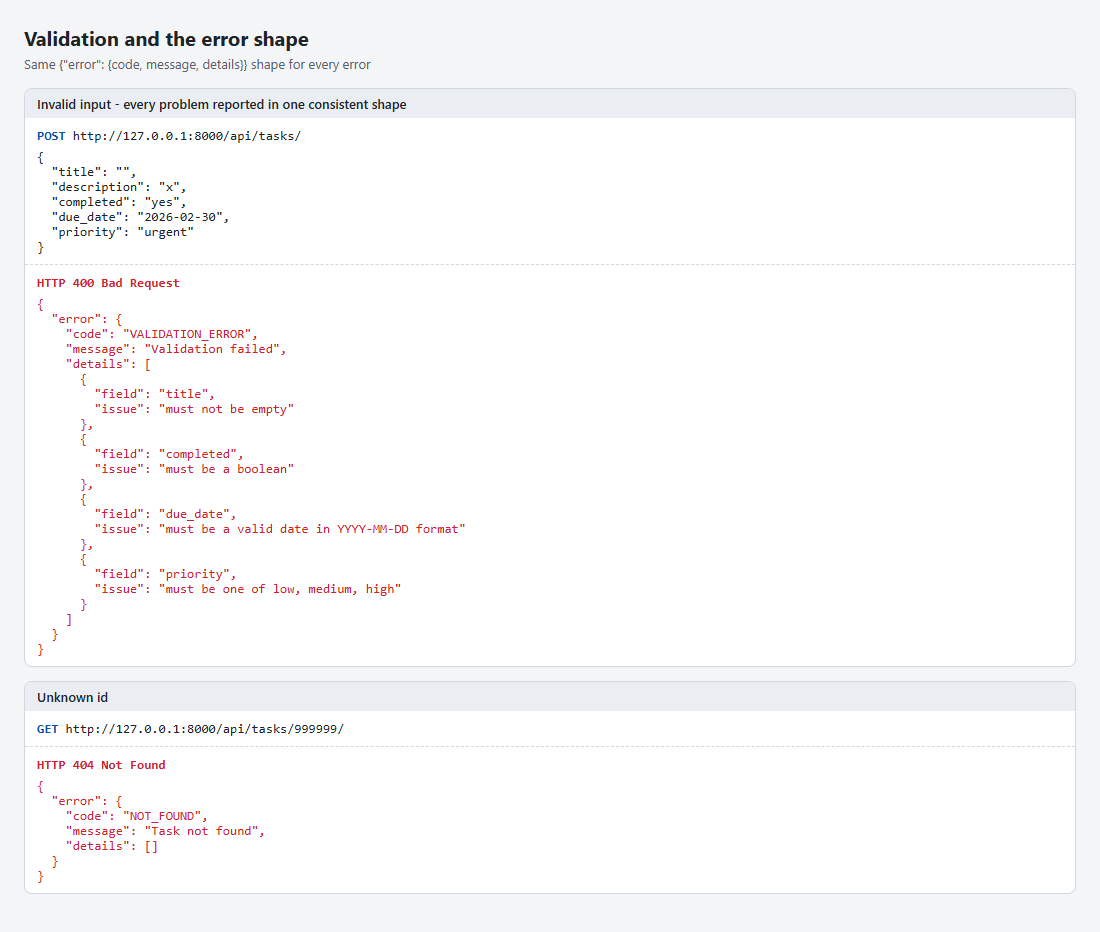 Validation and the error shape
Same {"error": {code, message, details}} shape for every error
Invalid input - every problem reported in one consistent shape
POST http://127.0.0.1:8000/api/tasks/
{
  "title": "",
  "description": "x",
  "completed": "yes",
  "due_date": "2026-02-30",
  "priority": "urgent"
}
HTTP 400 Bad Request
{
  "error": {
    "code": "VALIDATION_ERROR",
    "message": "Validation failed",
    "details": [
      {
        "field": "title",
        "issue": "must not be empty"
      },
      {
        "field": "completed",
        "issue": "must be a boolean"
      },
      {
        "field": "due_date",
        "issue": "must be a valid date in YYYY-MM-DD format"
      },
      {
        "field": "priority",
        "issue": "must be one of low, medium, high"
      }
    ]
  }
}
Unknown id
GET http://127.0.0.1:8000/api/tasks/999999/
HTTP 404 Not Found
{
  "error": {
    "code": "NOT_FOUND",
    "message": "Task not found",
    "details": []
  }
}